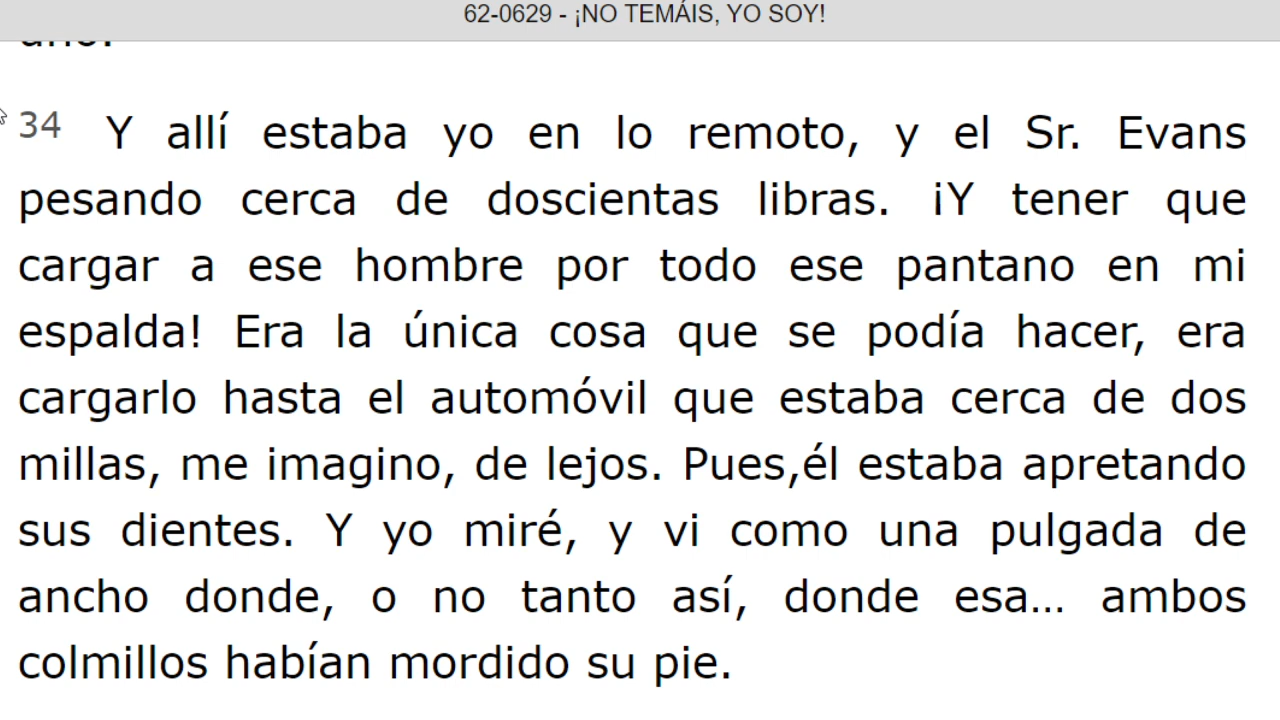 62-0629 - ¡NO TEMÁIS, YO SOY!
34 Y allí estaba yo en lo remoto, y el Sr. Evans
pesando cerca de doscientas libras. ¡Y tener que
cargar a ese hombre por todo ese pantano en mi
espalda! Era la única cosa que se podía hacer, era
cargarlo hasta el automóvil que estaba cerca de dos
millas, me imagino, de lejos. Pues,él estaba apretando
sus dientes. Y yo miré, y vi como una pulgada de
ancho donde, o no tanto así, donde esa… ambos
colmillos habían mordido su pie.